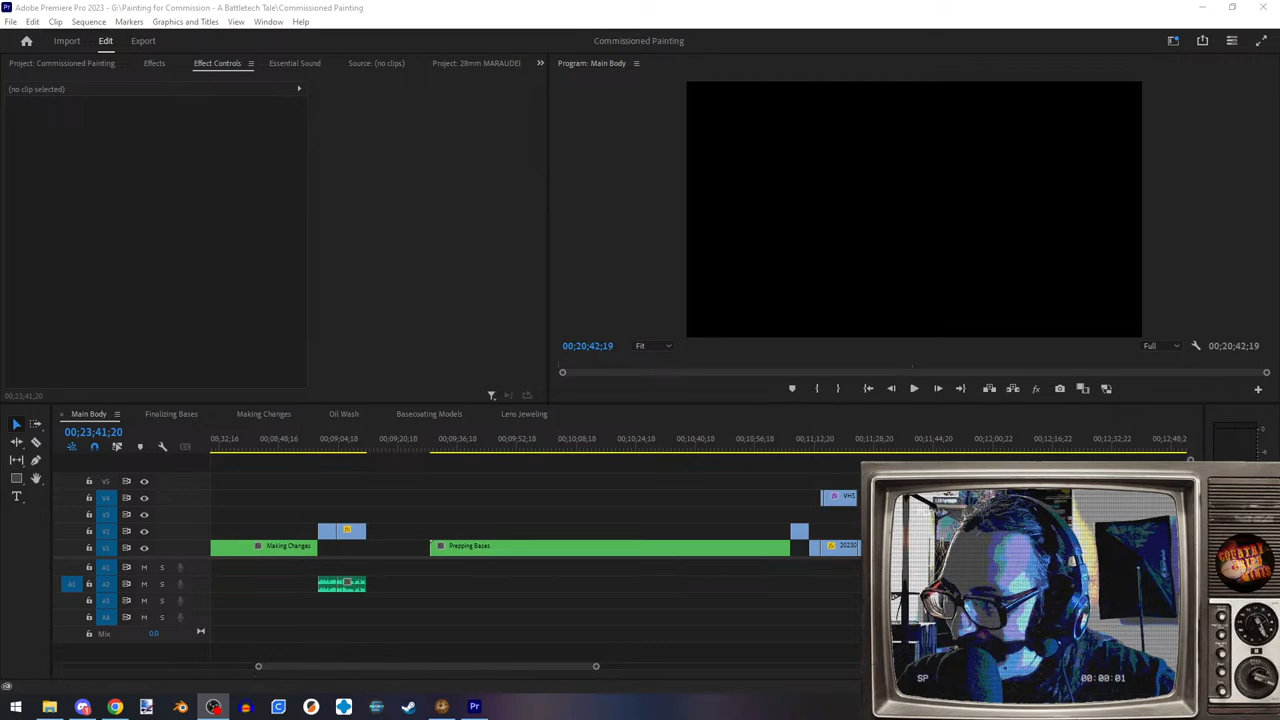 Adobe Premiere Pro 2023 - G:\Painting for Commission - A Battletech Tale\Commissioned Painting
File Edit Clip Sequence Markers Graphics and Titles View Window Help
Import Edit Export Commissioned Painting
Project: Commissioned Painting Effects Effect Controls Essential Sound Source: (no clips) Project: 28mm MARAUDEI Program: Main Body
(no clip selected)
00;20;42;19 Fit Full 00;20;42;19
00;23;41;20
Main Body Finalizing Bases Making Changes Oil Wash Basecoating Models Lens Jeweling
00;23;41;20
08;32;16 00;08;48;16 00;09;04;18 00;09;20;18 00;09;36;18 00;09;52;18 00;10;08;18 00;10;24;18 00;10;40;18 00;10;56;18 00;11;12;20 00;11;28;20 00;11;44;20 00;12;00;22 00;12;16;22 00;12;32;22 00;12;48;2
0
V5
V4 VHS
V3
V2 fx
V1 Making Changes Prepping Bases 20230
A1 M S
A1 A2 M S
A3 M S
A4 M S
Mix 0.0
SP 00:00:01
COUNTRY